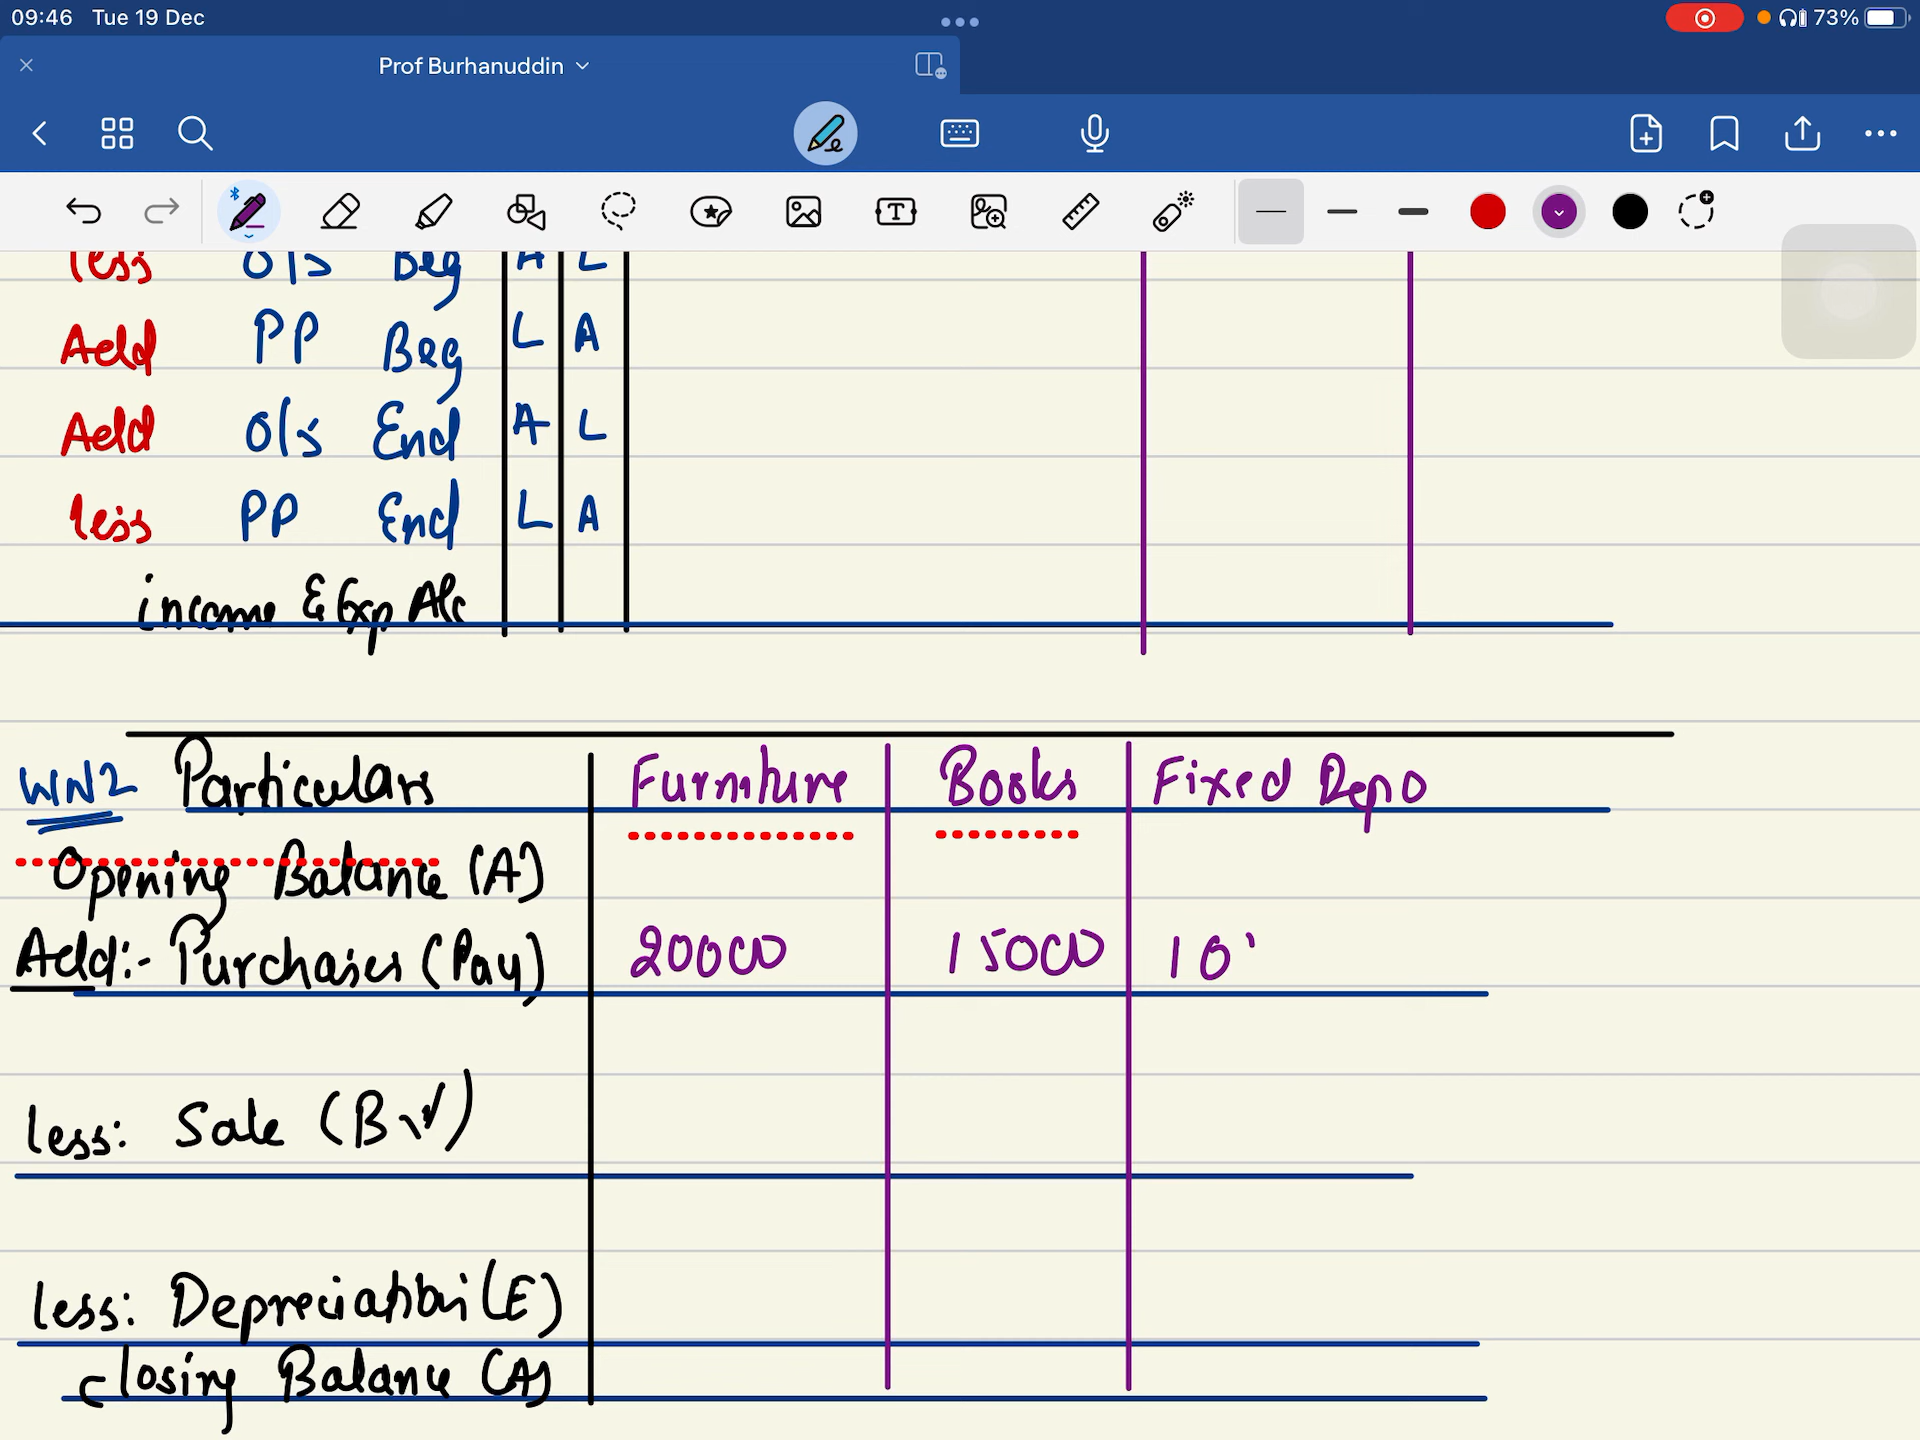 09:46 Tue 19 Dec
73%
Prof Burhanuddin
less O/s Beg A L
Add PP Beg L A
Add O/s End A L
less PP End L A
income & Exp A/c
WN2 Particulars Furniture Books Fixed Depo
Opening Balance (A)
Add:- Purchases (Pay) 20000 15000 10
less: Sale (BV)
less: Depreciation (E)
closing Balance (A)